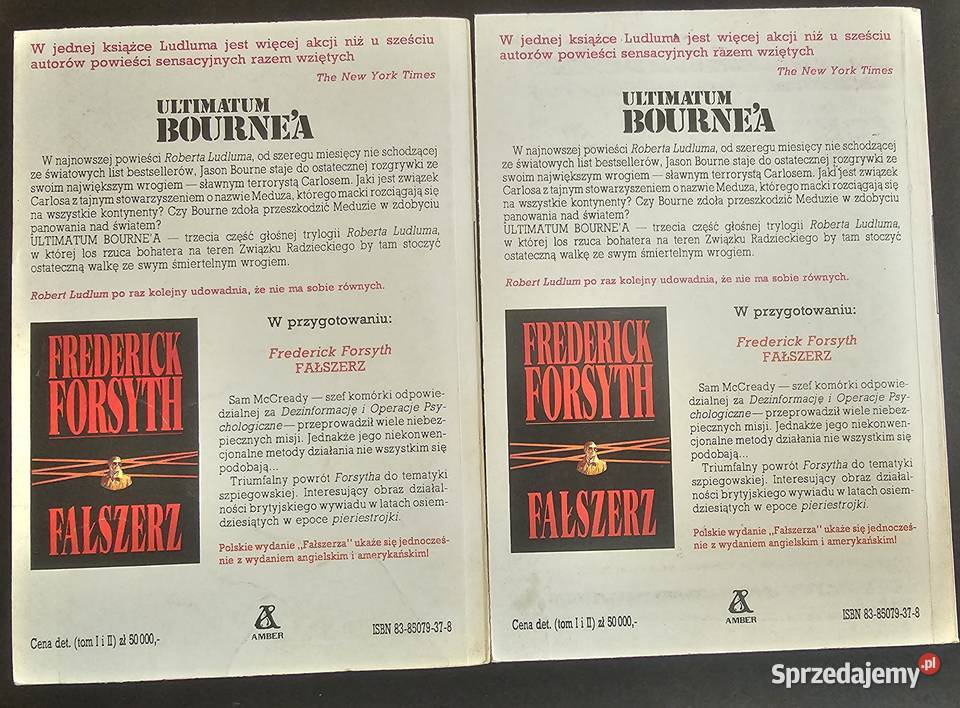 W jednej książce Ludluma jest więcej akcji niż u sześciu
autorów powieści sensacyjnych razem wziętych
The New York Times
ULTIMATUM
BOURNE'A
W najnowszej powieści Roberta Ludluma, od szeregu miesięcy nie schodzącej
ze światowych list bestsellerów, Jason Bourne staje do ostatecznej rozgrywki ze
swoim największym wrogiem — sławnym terrorystą Carlosem. Jaki jest związek
Carlosa z tajnym stowarzyszeniem o nazwie Meduza, którego macki rozciągają się
na wszystkie kontynenty? Czy Bourne zdoła przeszkodzić Meduzie w zdobyciu
panowania nad światem?
ULTIMATUM BOURNE'A — trzecia część głośnej trylogii Roberta Ludluma,
w której los rzuca bohatera na teren Związku Radzieckiego by tam stoczyć
ostateczną walkę ze swym śmiertelnym wrogiem.
Robert Ludlum po raz kolejny udowadnia, że nie ma sobie równych.
FREDERICK
FORSYTH
FAŁSZERZ
W przygotowaniu:
Frederick Forsyth
FAŁSZERZ
Sam McCready — szef komórki odpowie-
dzialnej za Dezinformację i Operacje Psy-
chologiczne — przeprowadził wiele niebez-
piecznych misji. Jednakże jego niekonwen-
cjonalne metody działania nie wszystkim się
podobają...
Triumfalny powrót Forsytha do tematyki
szpiegowskiej. Interesujący obraz działal-
ności brytyjskiego wywiadu w latach osiem-
dziesiątych w epoce pieriestrojki.
Polskie wydanie „Fałszerza" ukaże się jednocześ-
nie z wydaniem angielskim i amerykańskim!
Cena det. (tom I i II) zł 50 000,-
AMBER
ISBN 83-85079-37-8
W jednej książce Ludluma jest więcej akcji niż u sześciu
autorów powieści sensacyjnych razem wziętych
The New York Times
ULTIMATUM
BOURNE'A
W najnowszej powieści Roberta Ludluma, od szeregu miesięcy nie schodzącej
ze światowych list bestsellerów, Jason Bourne staje do ostatecznej rozgrywki ze
swoim największym wrogiem — sławnym terrorystą Carlosem. Jaki jest związek
Carlosa z tajnym stowarzyszeniem o nazwie Meduza, którego macki rozciągają się
na wszystkie kontynenty? Czy Bourne zdoła przeszkodzić Meduzie w zdobyciu
panowania nad światem?
ULTIMATUM BOURNE'A — trzecia część głośnej trylogii Roberta Ludluma,
w której los rzuca bohatera na teren Związku Radzieckiego by tam stoczyć
ostateczną walkę ze swym śmiertelnym wrogiem.
Robert Ludlum po raz kolejny udowadnia, że nie ma sobie równych.
FREDERICK
FORSYTH
FAŁSZERZ
W przygotowaniu:
Frederick Forsyth
FAŁSZERZ
Sam McCready — szef komórki odpowie-
dzialnej za Dezinformację i Operacje Psy-
chologiczne — przeprowadził wiele niebez-
piecznych misji. Jednakże jego niekonwen-
cjonalne metody działania nie wszystkim się
podobają...
Triumfalny powrót Forsytha do tematyki
szpiegowskiej. Interesujący obraz działal-
ności brytyjskiego wywiadu w latach osiem-
dziesiątych w epoce pieriestrojki.
Polskie wydanie „Fałszerza" ukaże się jednocześ-
nie z wydaniem angielskim i amerykańskim!
Cena det. (tom I i II) zł 50 000,-
AMBER
ISBN 83-85079-37-8
Sprzedajemy.pl